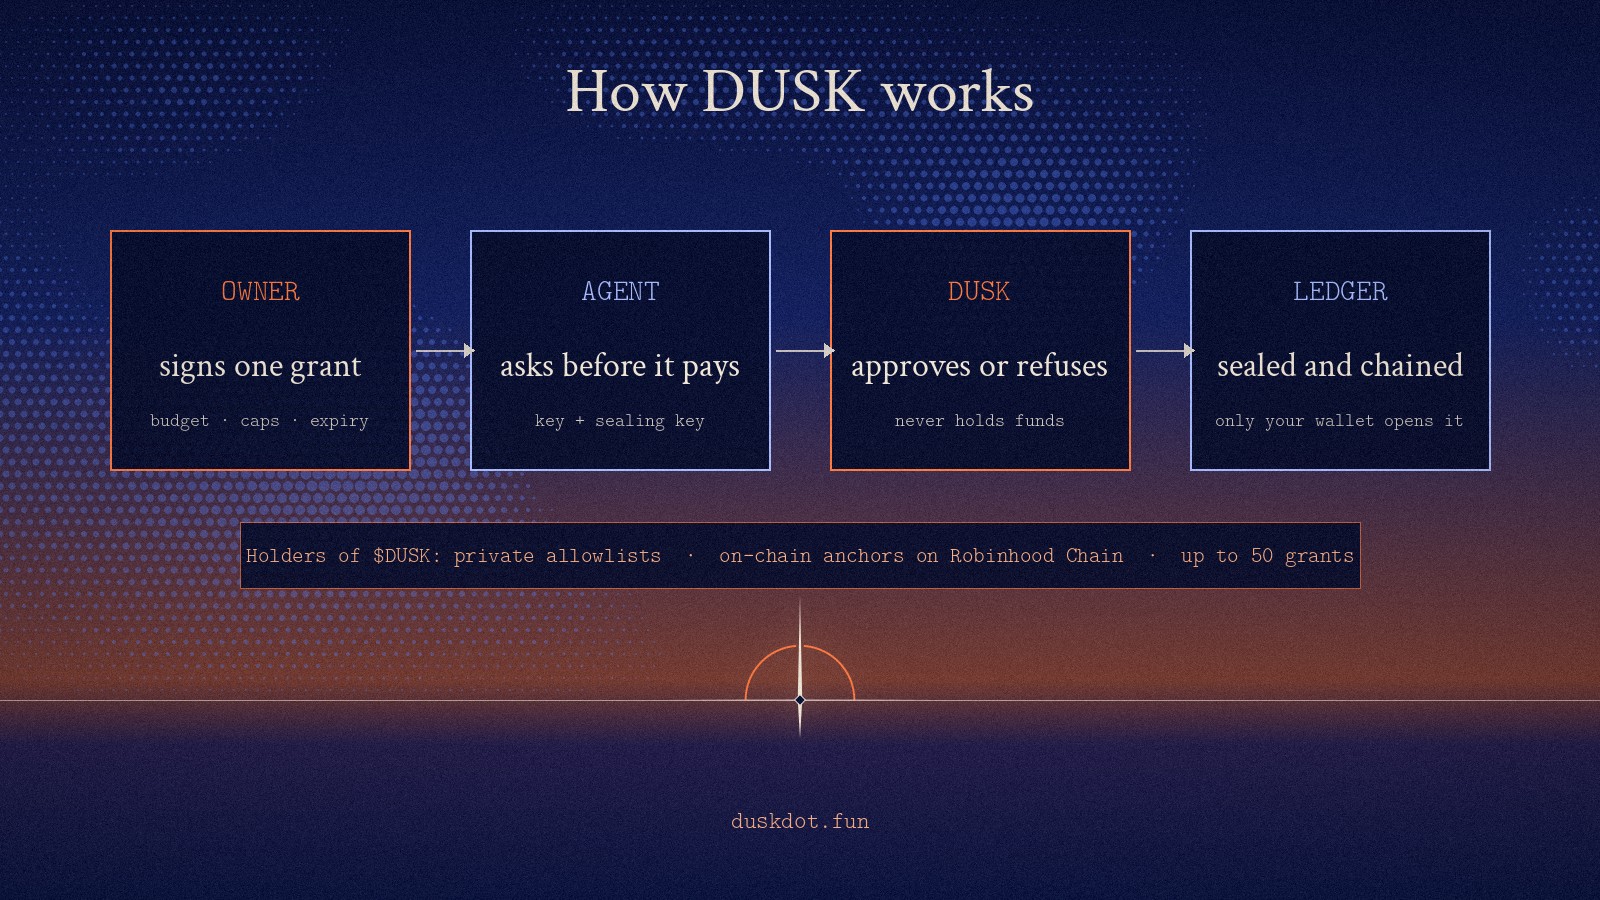 How DUSK works
OWNER
signs one grant
budget · caps · expiry
AGENT
asks before it pays
key + sealing key
DUSK
approves or refuses
never holds funds
LEDGER
sealed and chained
only your wallet opens it
Holders of $DUSK: private allowlists · on-chain anchors on Robinhood Chain · up to 50 grants
duskdot.fun